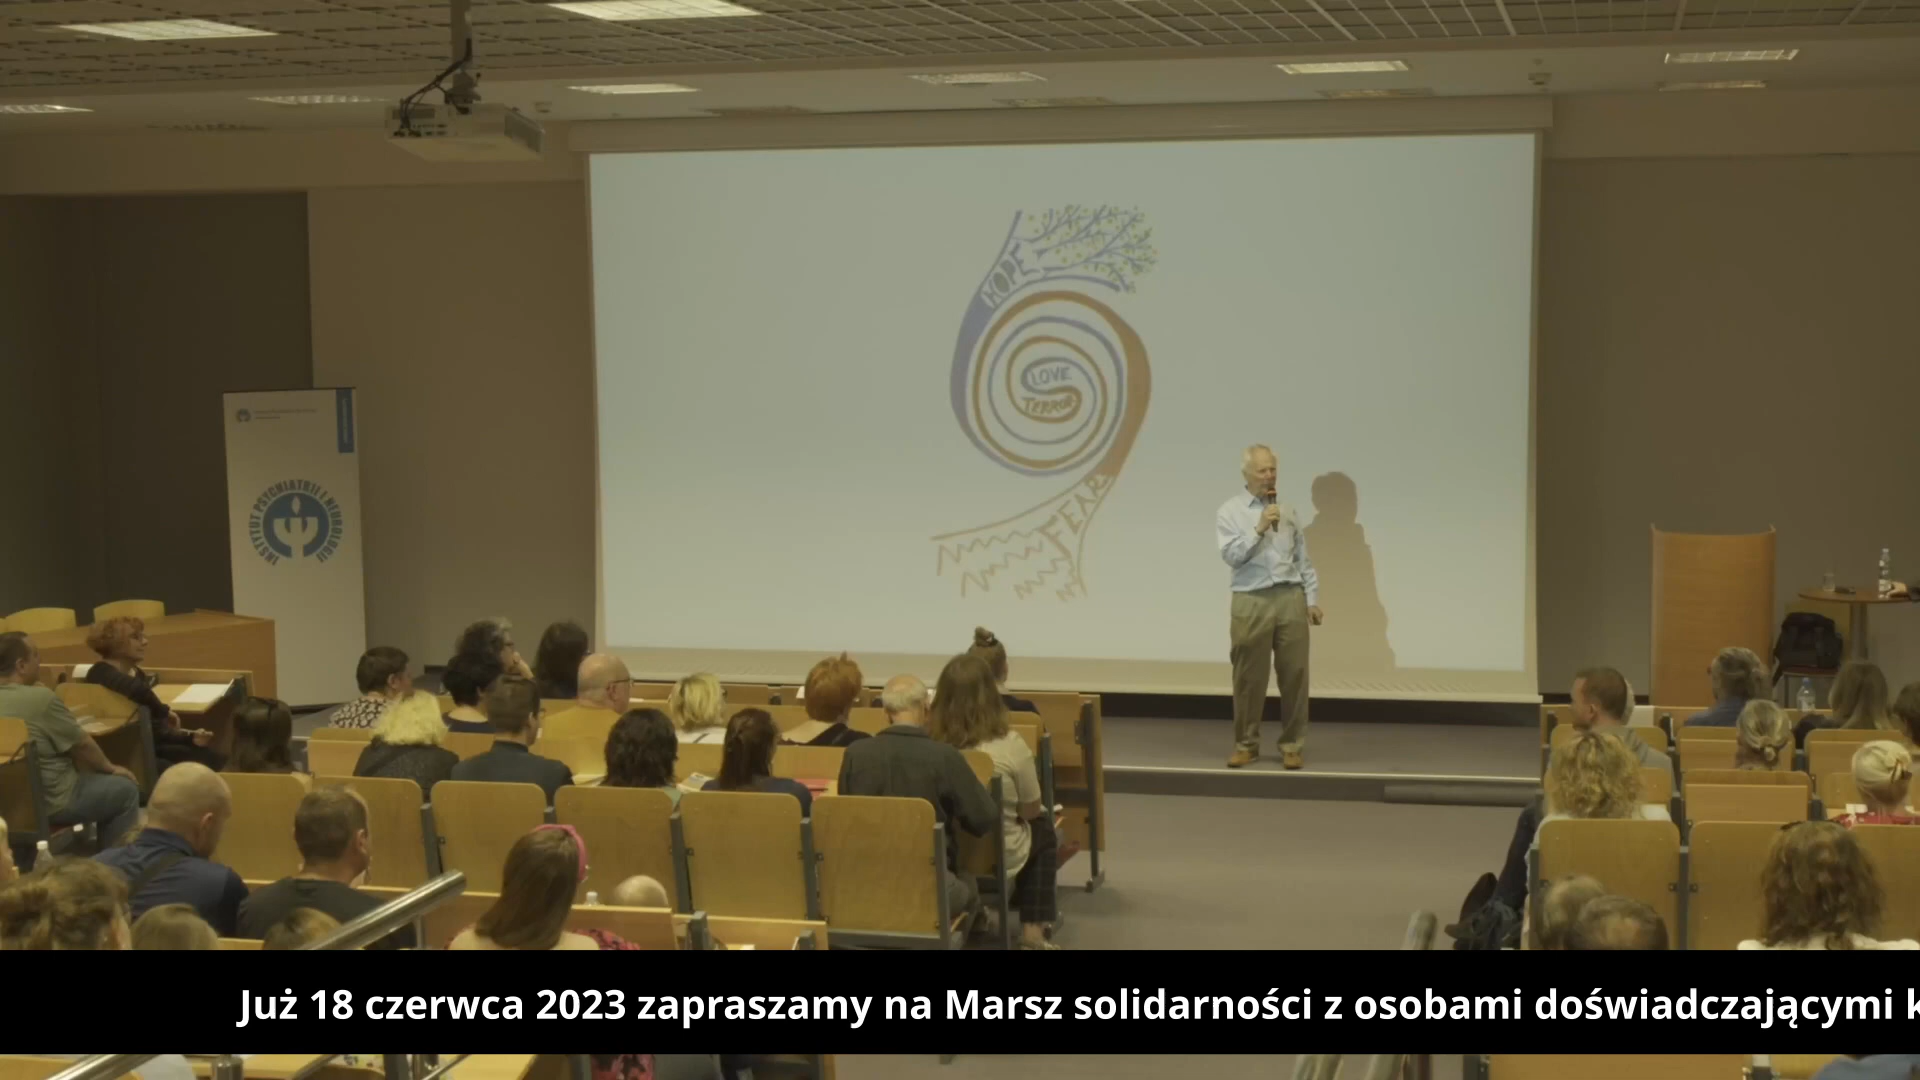 HOPE
LOVE
TERROR
FEAR
INSTYTUT PSYCHIATRII I NEUROLOGII
Już 18 czerwca 2023 zapraszamy na Marsz solidarności z osobami doświadczającymi k